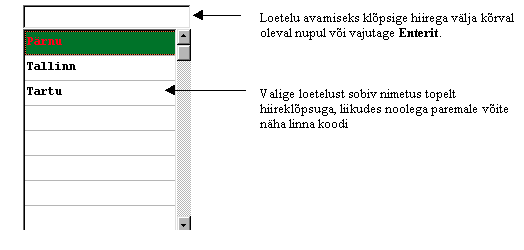 Loetelu avamiseks klõpsige hiirega välja kõrval
oleval nupul või vajutage Enterit.
Pärnu
Tallinn
Tartu
Valige loetelust sobiv nimetus topelt
hiireklõpsuga, liikudes noolega paremale võite
näha linna koodi